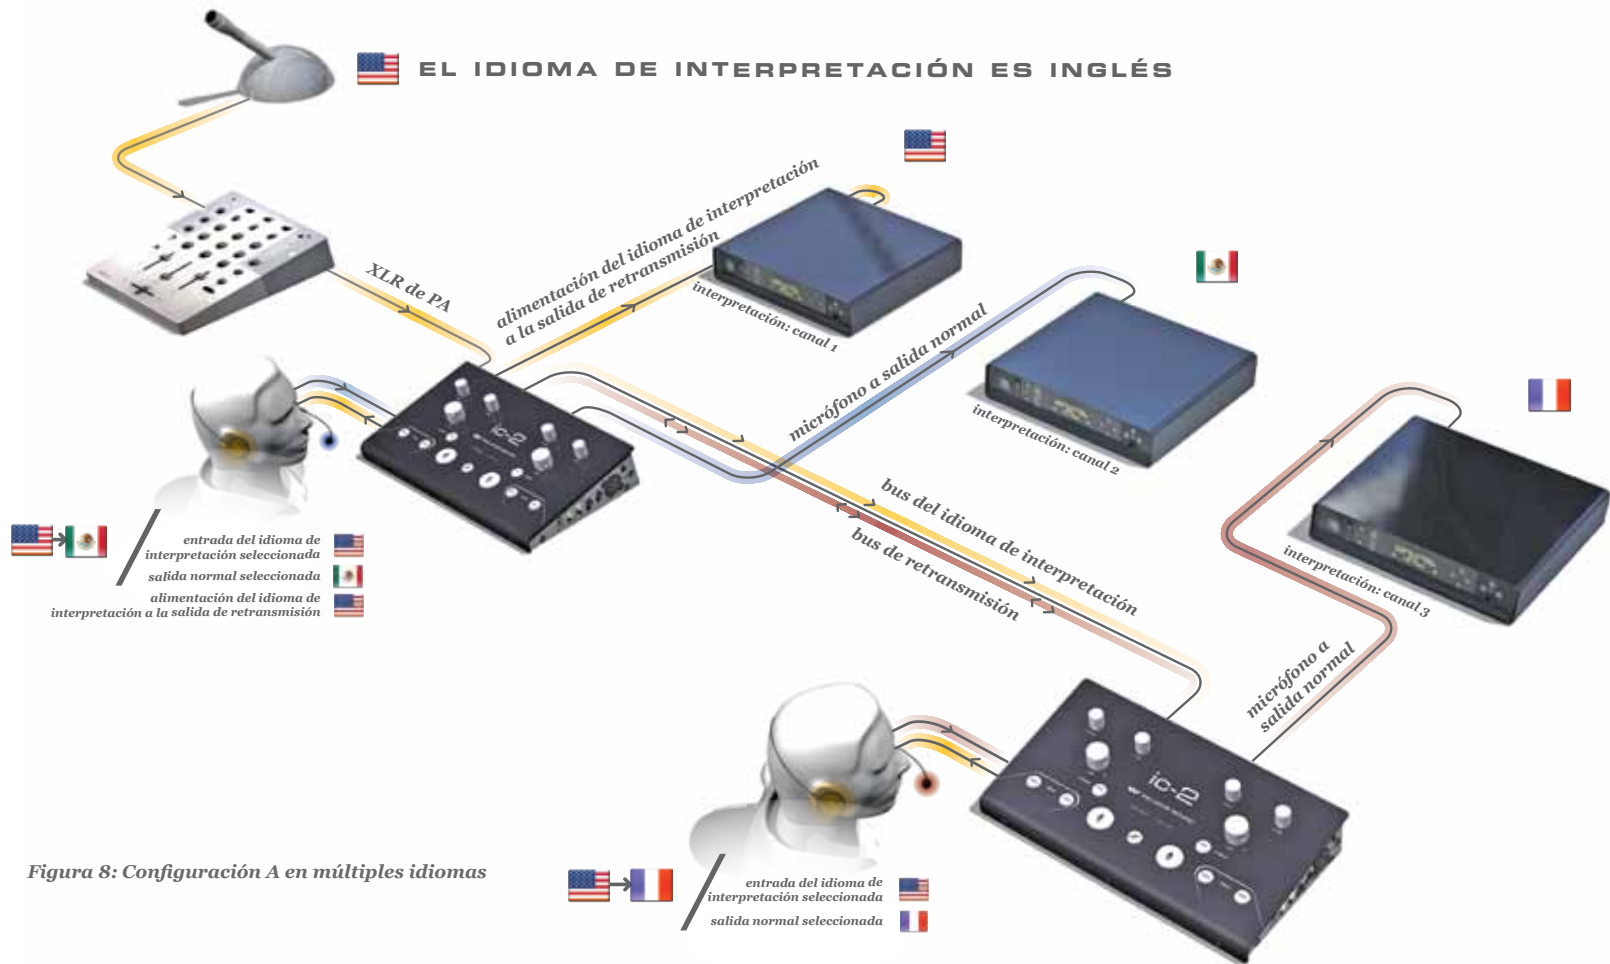 EL IDIOMA DE INTERPRETACIÓN ES INGLÉS
XLR de PA
alimentación del idioma de interpretación
a la salida de retransmisión
interpretación: canal 1
micrófono a salida normal
interpretación: canal 2
interpretación: canal 3
ic-2
entrada del idioma de
interpretación seleccionada
salida normal seleccionada
alimentación del idioma de
interpretación a la salida de retransmisión
bus del idioma de interpretación
bus de retransmisión
micrófono a
salida normal
ic-2
Figura 8: Configuración A en múltiples idiomas
entrada del idioma de
interpretación seleccionada
salida normal seleccionada